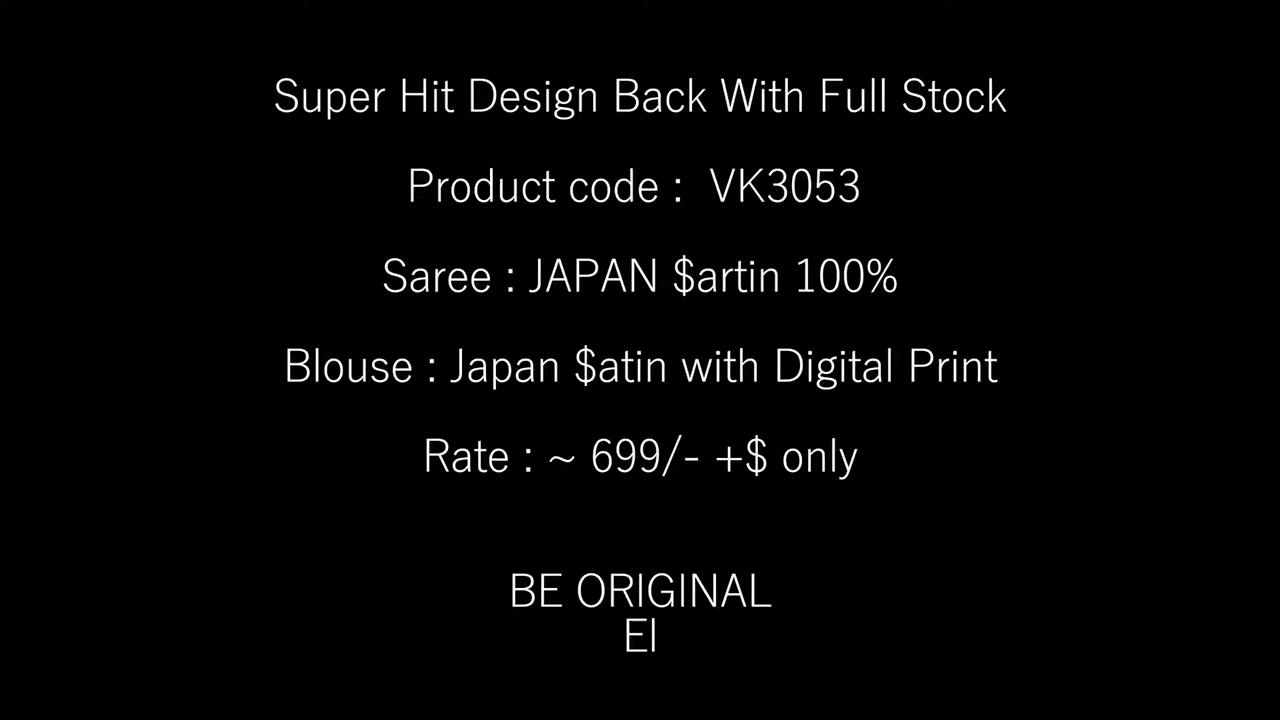 Super Hit Design Back With Full Stock
Product code :  VK3053
Saree : JAPAN $artin 100%
Blouse : Japan $atin with Digital Print
Rate : ~ 699/- +$ only
BE ORIGINAL
EI